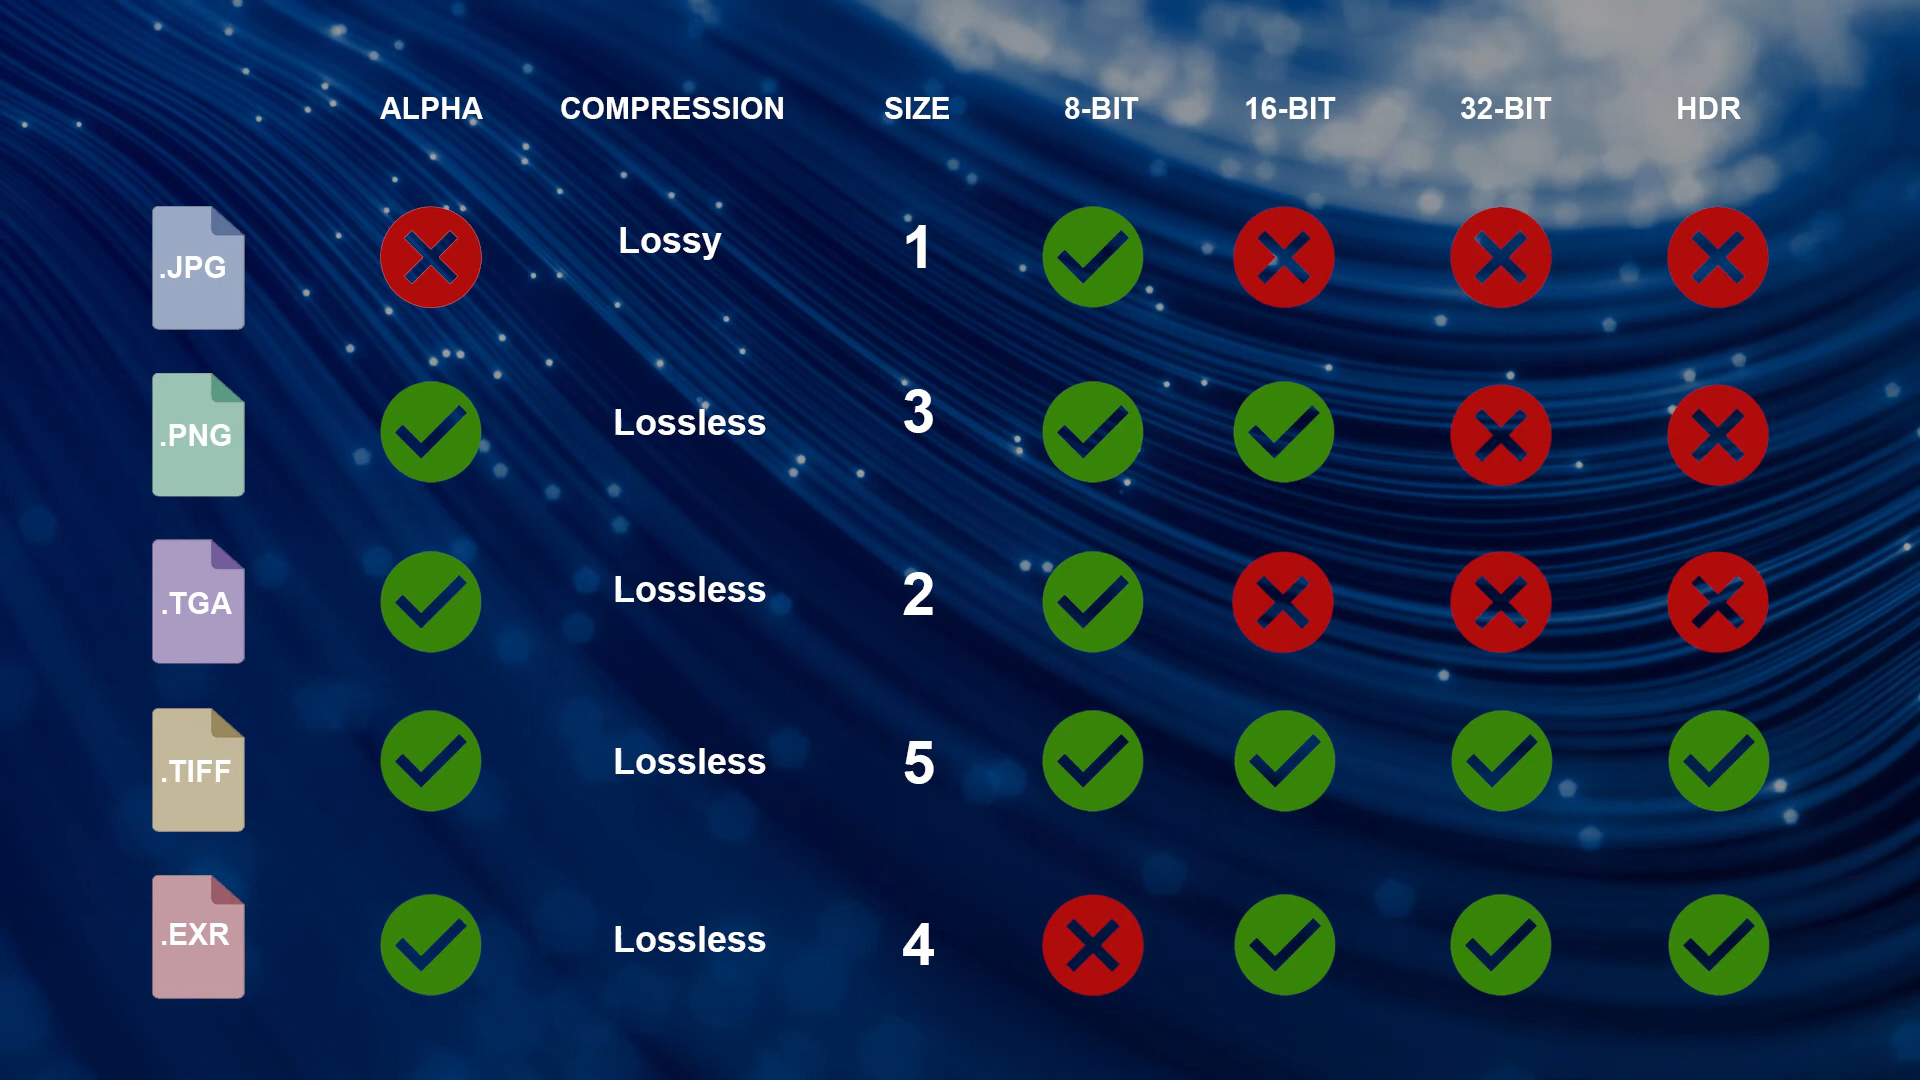 ALPHA COMPRESSION SIZE 8-BIT 16-BIT 32-BIT HDR
.JPG Lossy 1
.PNG Lossless 3
.TGA Lossless 2
.TIFF Lossless 5
.EXR Lossless 4